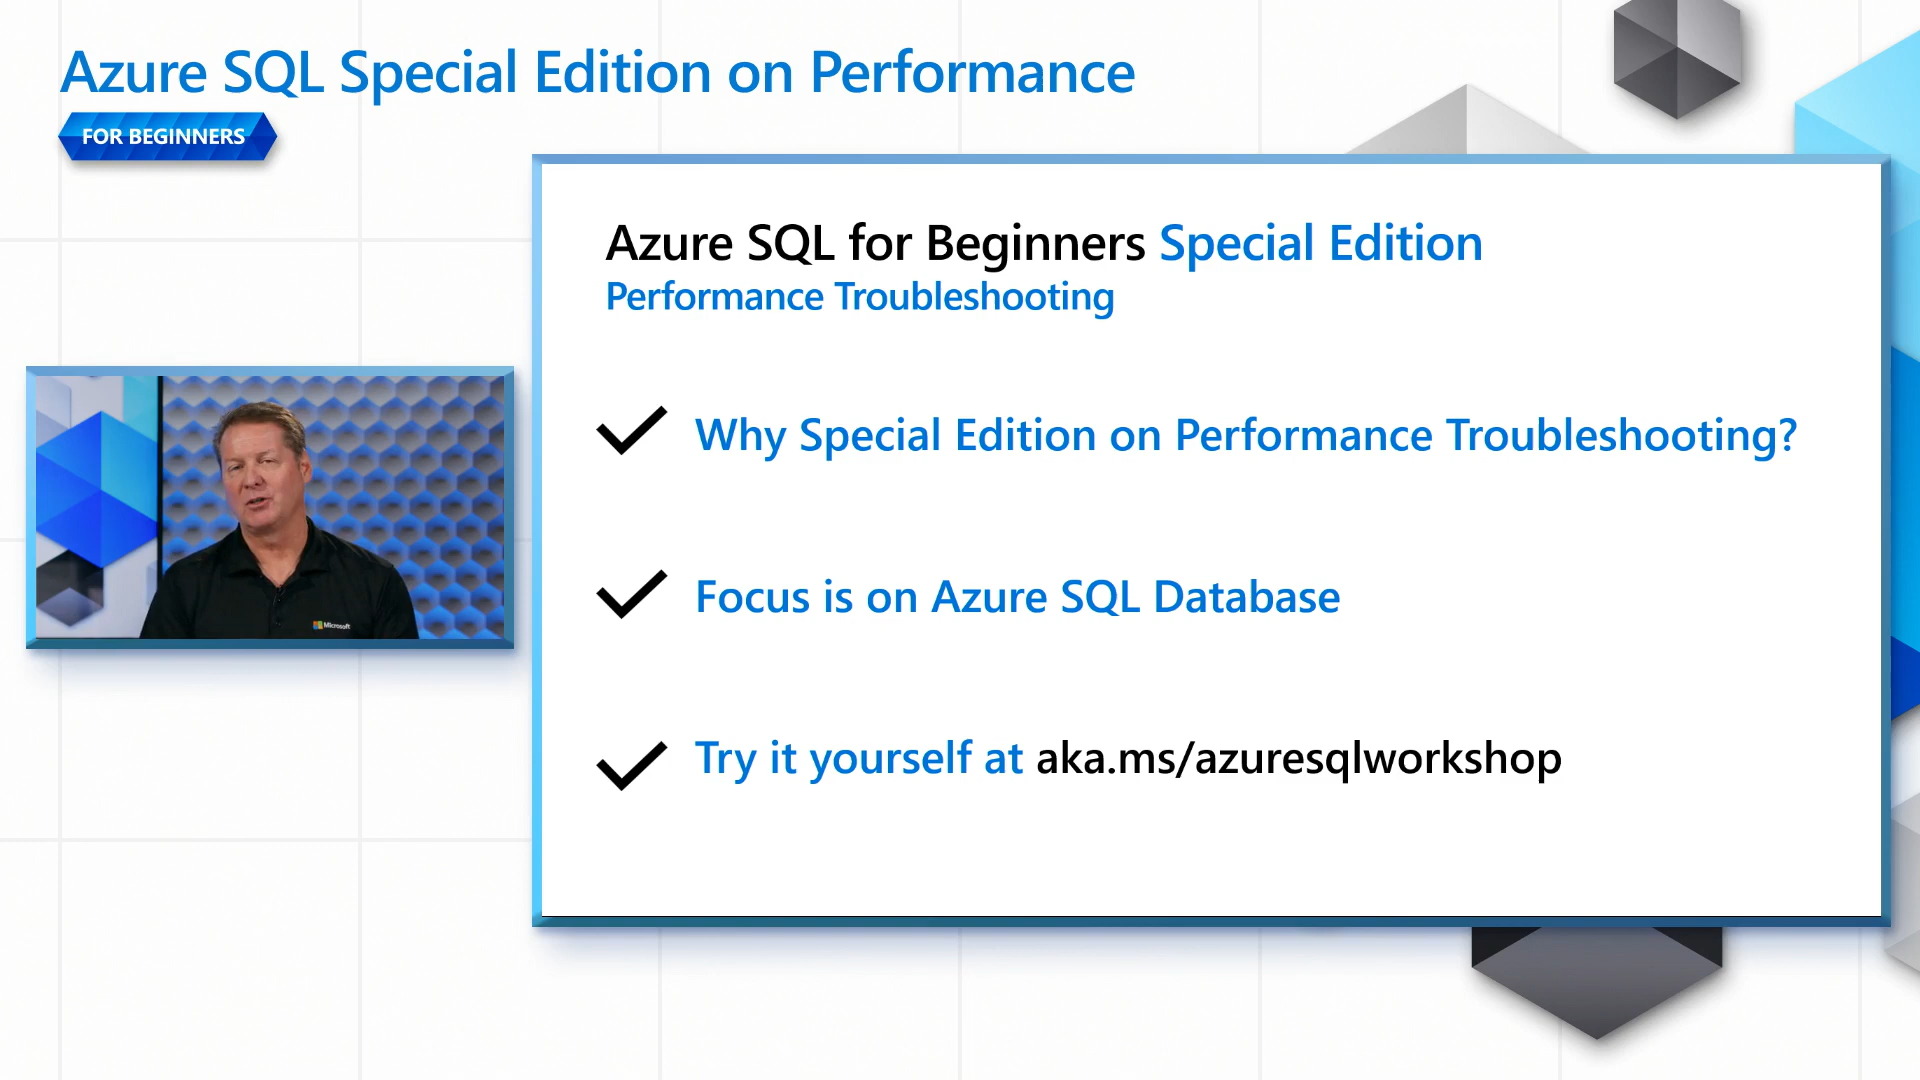 Azure SQL Special Edition on Performance
FOR BEGINNERS
Azure SQL for Beginners Special Edition
Performance Troubleshooting
Why Special Edition on Performance Troubleshooting?
Focus is on Azure SQL Database
Try it yourself at aka.ms/azuresqlworkshop
Microsoft